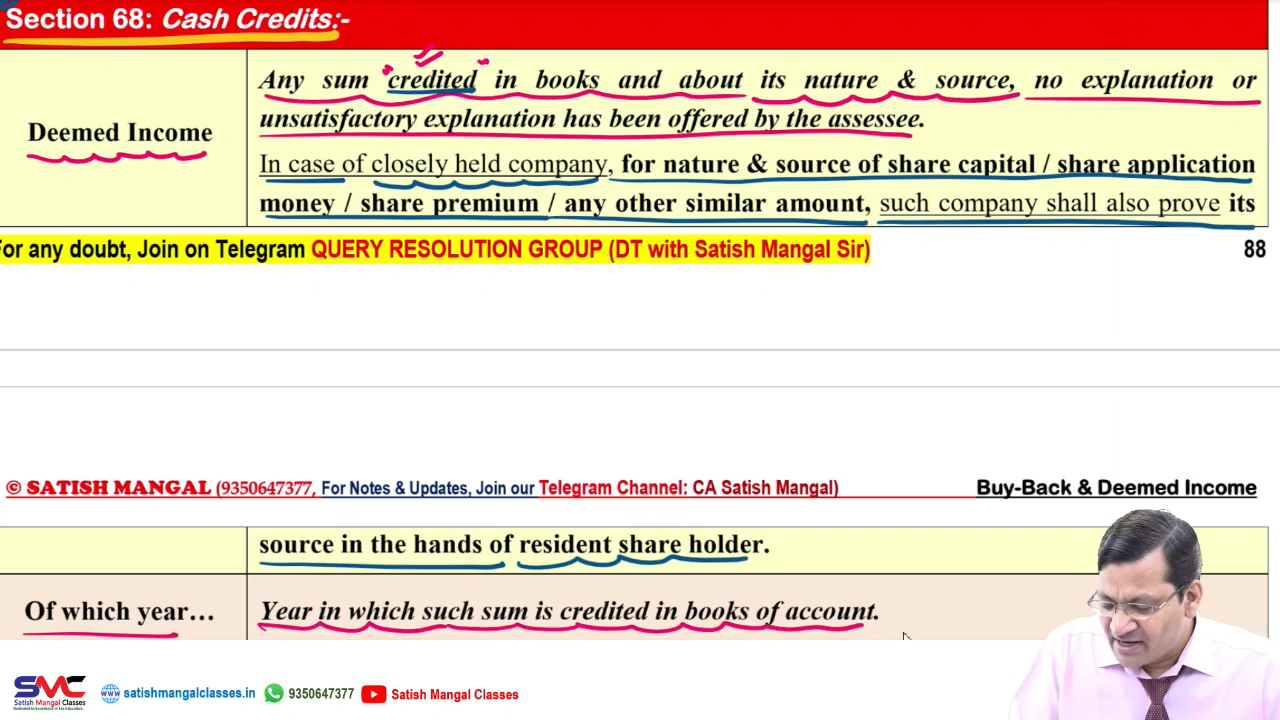 Section 68: Cash Credits:-
Any sum credited in books and about its nature & source, no explanation or
unsatisfactory explanation has been offered by the assessee.
Deemed Income
In case of closely held company, for nature & source of share capital / share application
money / share premium / any other similar amount, such company shall also prove its
For any doubt, Join on Telegram QUERY RESOLUTION GROUP (DT with Satish Mangal Sir) 88
© SATISH MANGAL (9350647377, For Notes & Updates, Join our Telegram Channel: CA Satish Mangal) Buy-Back & Deemed Income
source in the hands of resident share holder.
Of which year… Year in which such sum is credited in books of account.
SMC
Satish Mangal Classes
satishmangalclasses.in 9350647377 Satish Mangal Classes